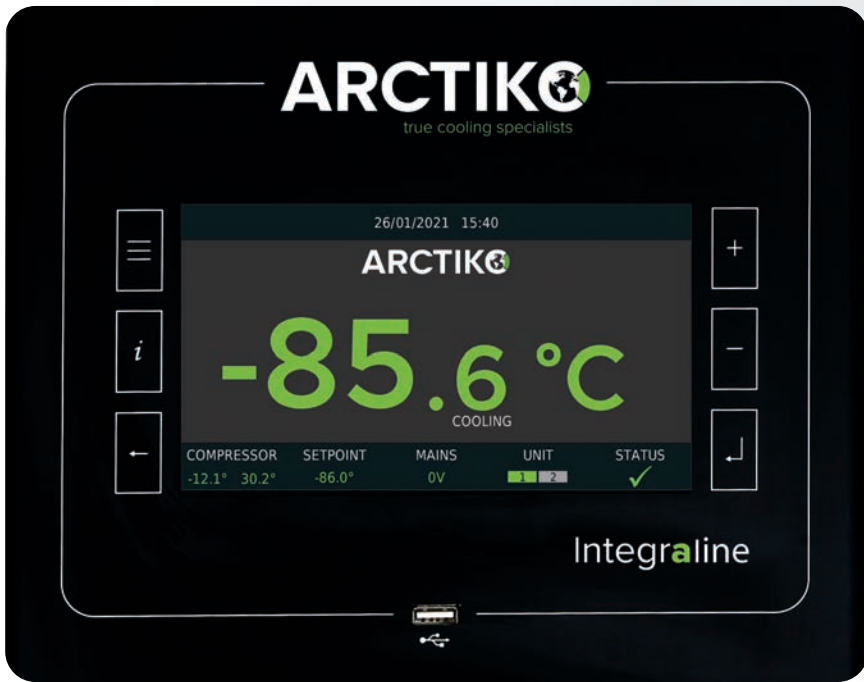 ARCTIKO
true cooling specialists
26/01/2021 15:40
ARCTIKO
-85.6 °C
COOLING
COMPRESSOR SETPOINT MAINS UNIT STATUS
-12.1° 30.2° -86.0° 0V 1 2 ✓
i
+
−
Integraline